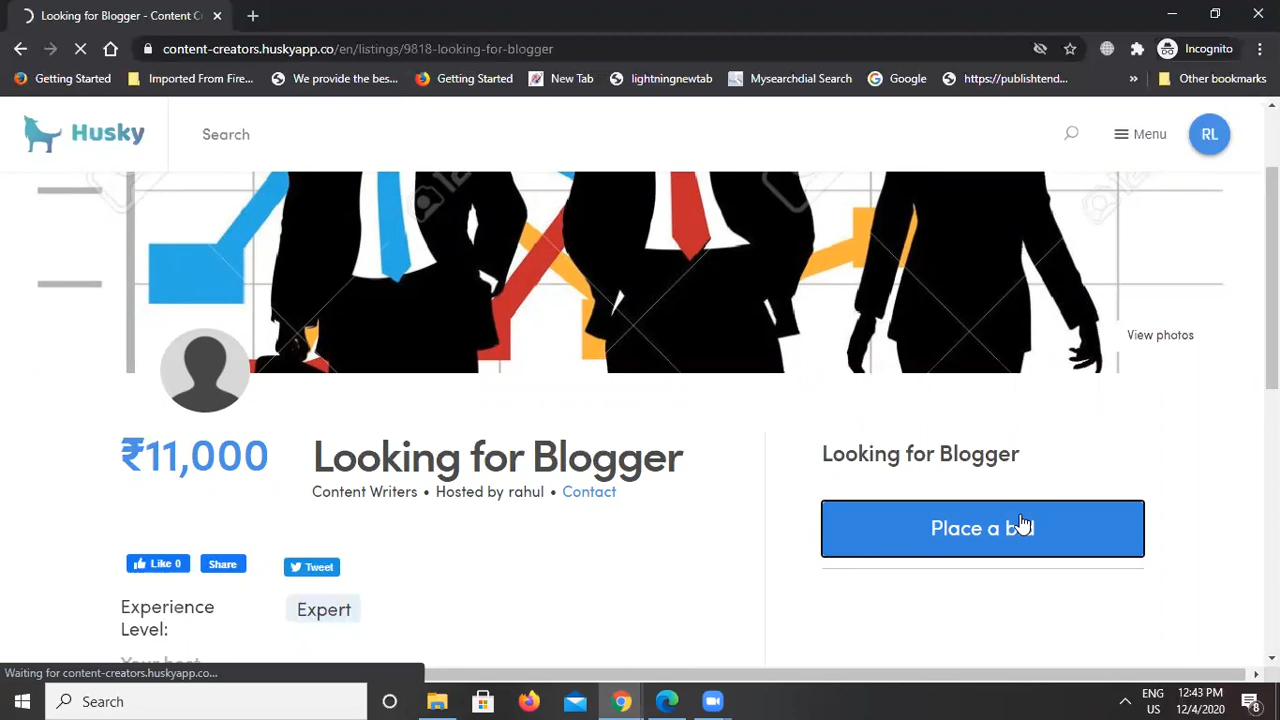 Looking for Blogger - Content C
content-creators.huskyapp.co/en/listings/9818-looking-for-blogger
Incognito
Getting Started
Imported From Fire...
We provide the bes...
Getting Started
New Tab
lightningnewtab
Mysearchdial Search
Google
https://publishtend...
Other bookmarks
Husky
Search
Menu
RL
View photos
₹11,000
Looking for Blogger
Content Writers • Hosted by rahul • Contact
Looking for Blogger
Place a bid
Like 0
Share
Tweet
Experience
Level:
Expert
Waiting for content-creators.huskyapp.co...
Search
ENG
US
12:43 PM
12/4/2020
8